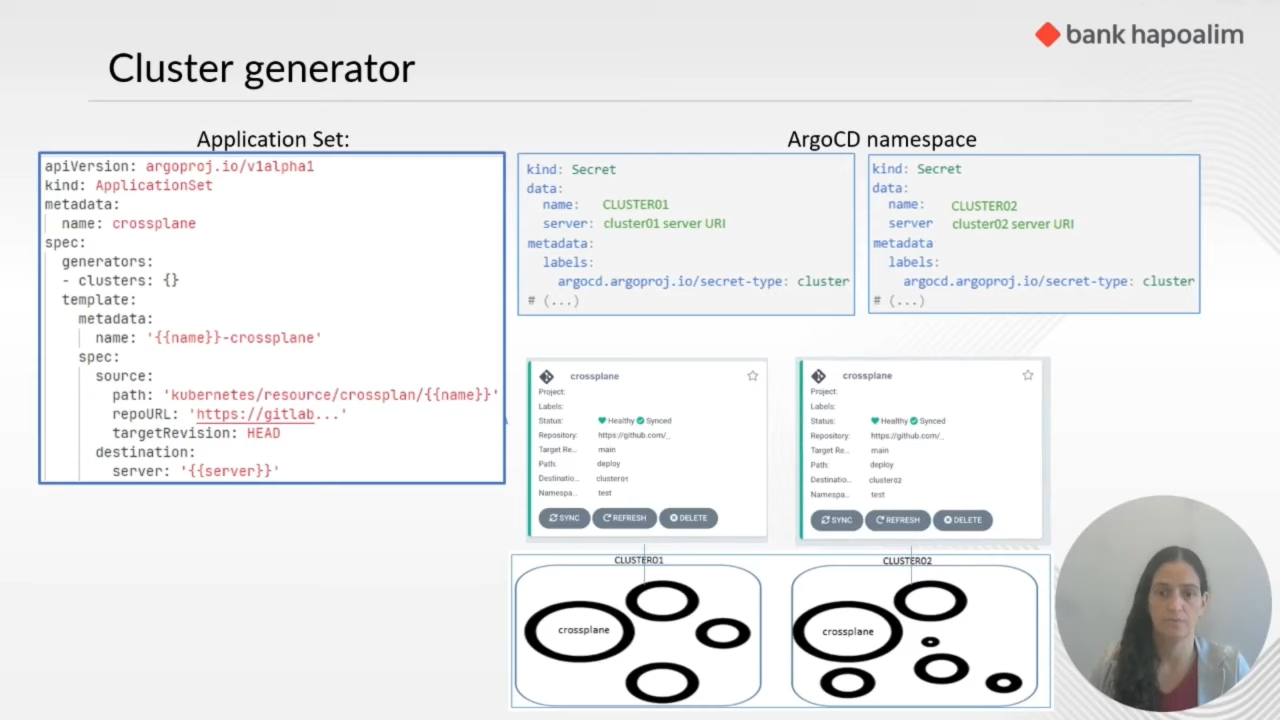 bank hapoalim
Cluster generator
Application Set:
apiVersion: argoproj.io/v1alpha1
kind: ApplicationSet
metadata:
name: crossplane
spec:
generators:
- clusters: {}
template:
metadata:
name: '{{name}}-crossplane'
spec:
source:
path: 'kubernetes/resource/crossplan/{{name}}'
repoURL: 'https://gitlab...'
targetRevision: HEAD
destination:
server: '{{server}}'
ArgoCD namespace
kind: Secret
data:
name: CLUSTER01
server: cluster01 server URI
metadata:
labels:
argocd.argoproj.io/secret-type: cluster
# (...)
kind: Secret
data:
name: CLUSTER02
server cluster02 server URI
metadata
labels:
argocd.argoproj.io/secret-type: cluster
# (...)
crossplane
Project:
Labels:
Status: Healthy Synced
Repository: https://github.com/_
Target Re... main
Path: deploy
Destinatio... cluster01
Namespa... test
SYNC REFRESH DELETE
crossplane
Project:
Labels:
Status: Healthy Synced
Repository: https://github.com/_
Target Re... main
Path: deploy
Destinatio... cluster02
Namespa... test
SYNC REFRESH DELETE
CLUSTER01
crossplane
CLUSTER02
crossplane